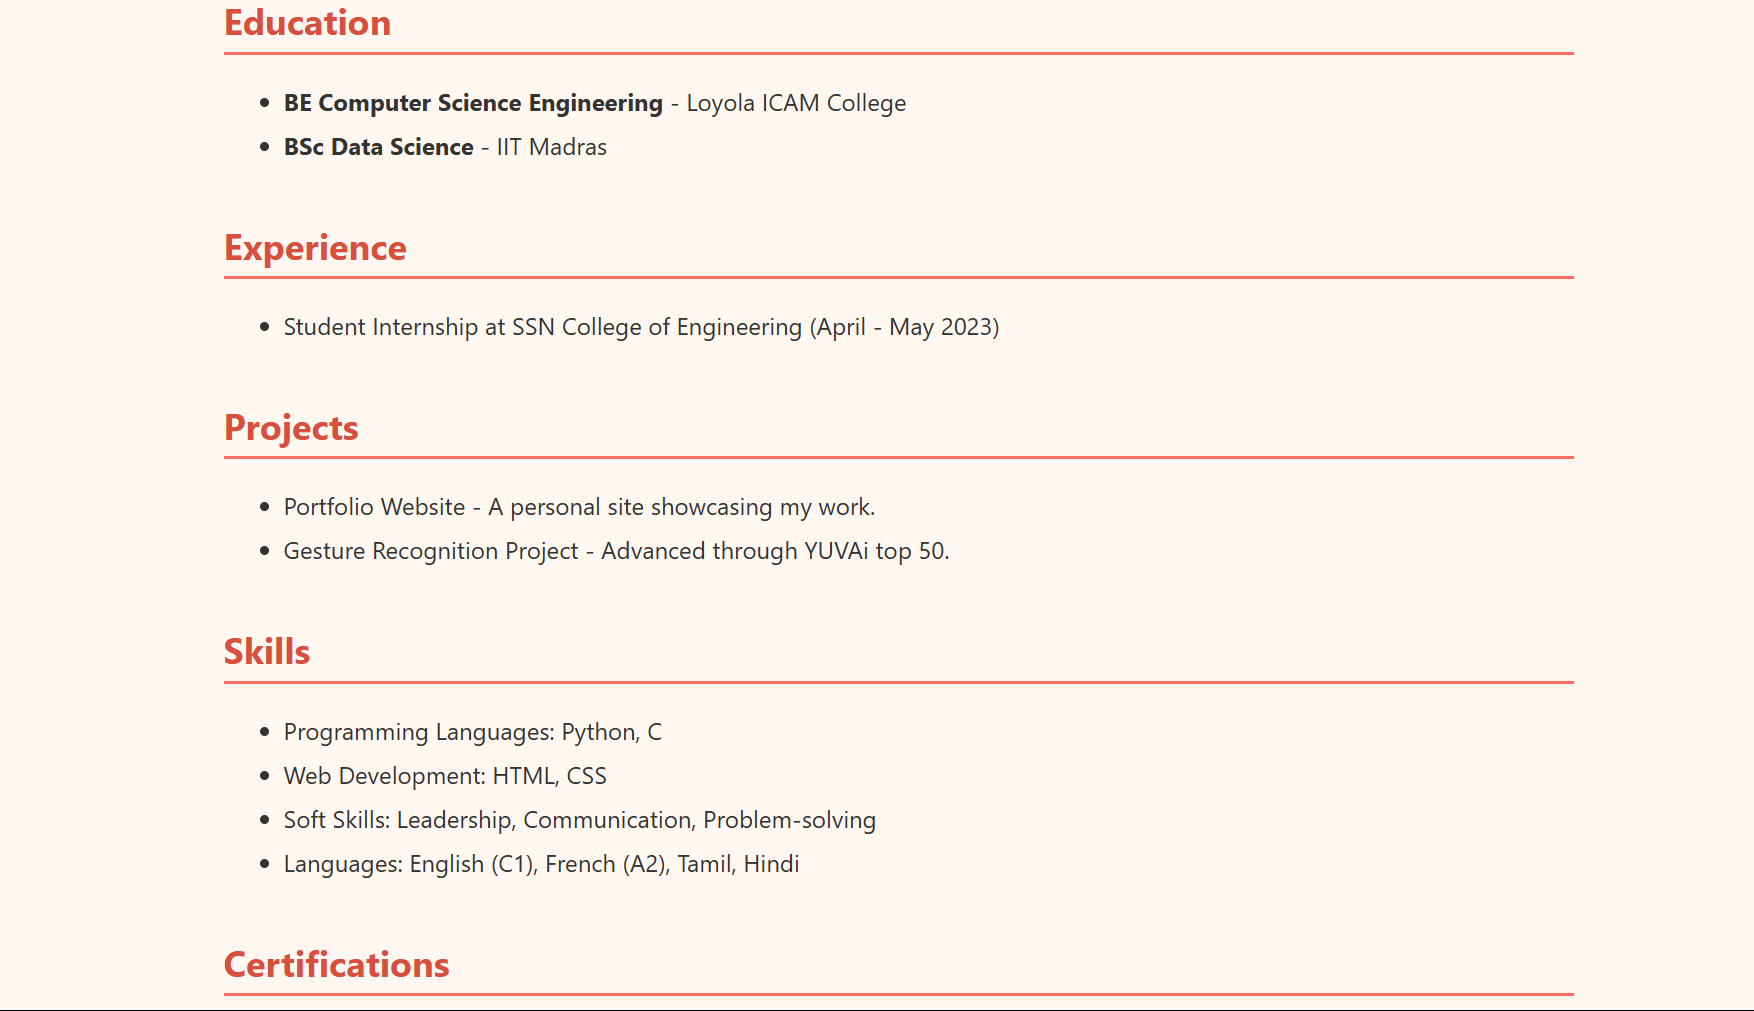 Education
BE Computer Science Engineering - Loyola ICAM College
BSc Data Science - IIT Madras
Experience
Student Internship at SSN College of Engineering (April - May 2023)
Projects
Portfolio Website - A personal site showcasing my work.
Gesture Recognition Project - Advanced through YUVAi top 50.
Skills
Programming Languages: Python, C
Web Development: HTML, CSS
Soft Skills: Leadership, Communication, Problem-solving
Languages: English (C1), French (A2), Tamil, Hindi
Certifications